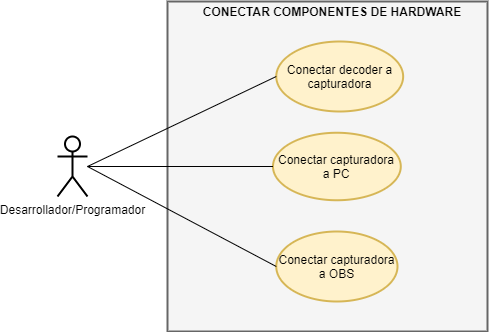 CONECTAR COMPONENTES DE HARDWARE
Conectar decoder a
capturadora
Conectar capturadora
a PC
Desarrollador/Programador
Conectar capturadora
a OBS